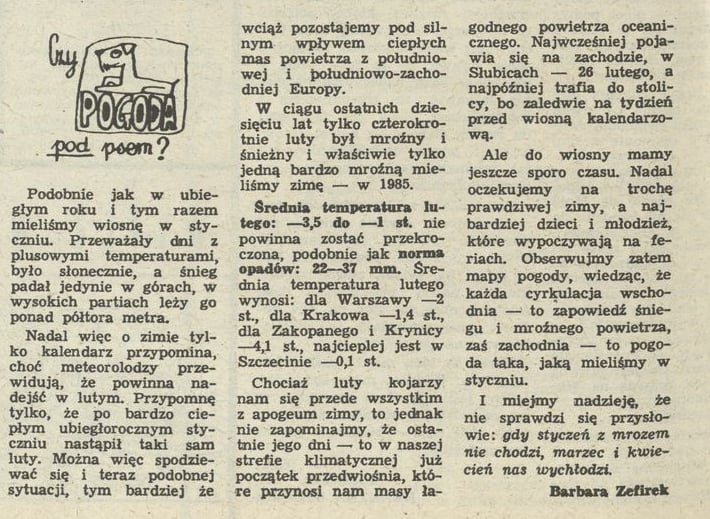 Czy
POGODA
pod psem?
Podobnie jak w ubie-
głym roku i tym razem
mieliśmy wiosnę w sty-
czniu. Przeważały dni z
plusowymi temperaturami,
było słonecznie, a śnieg
padał jedynie w górach, w
wysokich partiach leży go
ponad półtora metra.
Nadal więc o zimie tyl-
ko kalendarz przypomina,
choć meteorolodzy prze-
widują, że powinna na-
dejść w lutym. Przypomnę
tylko, że po bardzo cie-
płym ubiegłorocznym sty-
czniu nastąpił taki sam
luty. Można więc spodzie-
wać się i teraz podobnej
sytuacji, tym bardziej że
wciąż pozostajemy pod sil-
nym wpływem ciepłych
mas powietrza z południo-
wej i południowo-zacho-
dniej Europy.
W ciągu ostatnich dzie-
sięciu lat tylko czterokro-
tnie luty był mroźny i
śnieżny i właściwie tylko
jedną bardzo mroźną mie-
liśmy zimę — w 1985.
Średnia temperatura lu-
tego: —3,5 do —1 st. nie
powinna zostać przekro-
czona, podobnie jak norma
opadów: 22—37 mm. Śre-
dnia temperatura lutego
wynosi: dla Warszawy —2
st., dla Krakowa —1,4 st.,
dla Zakopanego i Krynicy
—4,1 st., najcieplej jest w
Szczecinie —0,1 st.
Chociaż luty kojarzy
nam się przede wszystkim
z apogeum zimy, to jednak
nie zapominajmy, że osta-
tnie jego dni — to w naszej
strefie klimatycznej już
początek przedwiośnia, któ-
re przynosi nam masy ła-
godnego powietrza oceani-
cznego. Najwcześniej poja-
wia się na zachodzie, w
Słubicach — 26 lutego, a
najpóźniej trafia do stoli-
cy, bo zaledwie na tydzień
przed wiosną kalendarzo-
wą.
Ale do wiosny mamy
jeszcze sporo czasu. Nadal
oczekujemy na trochę
prawdziwej zimy, a naj-
bardziej dzieci i młodzież,
które wypoczywają na fe-
riach. Obserwujmy zatem
mapy pogody, wiedząc, że
każda cyrkulacja wscho-
dnia — to zapowiedź śnie-
gu i mroźnego powietrza,
zaś zachodnia — to pogo-
da taka, jaką mieliśmy w
styczniu.
I miejmy nadzieję, że
nie sprawdzi się przysło-
wie: gdy styczeń z mrozem
nie chodzi, marzec i kwie-
cień nas wychłodzi.
Barbara Zefirek